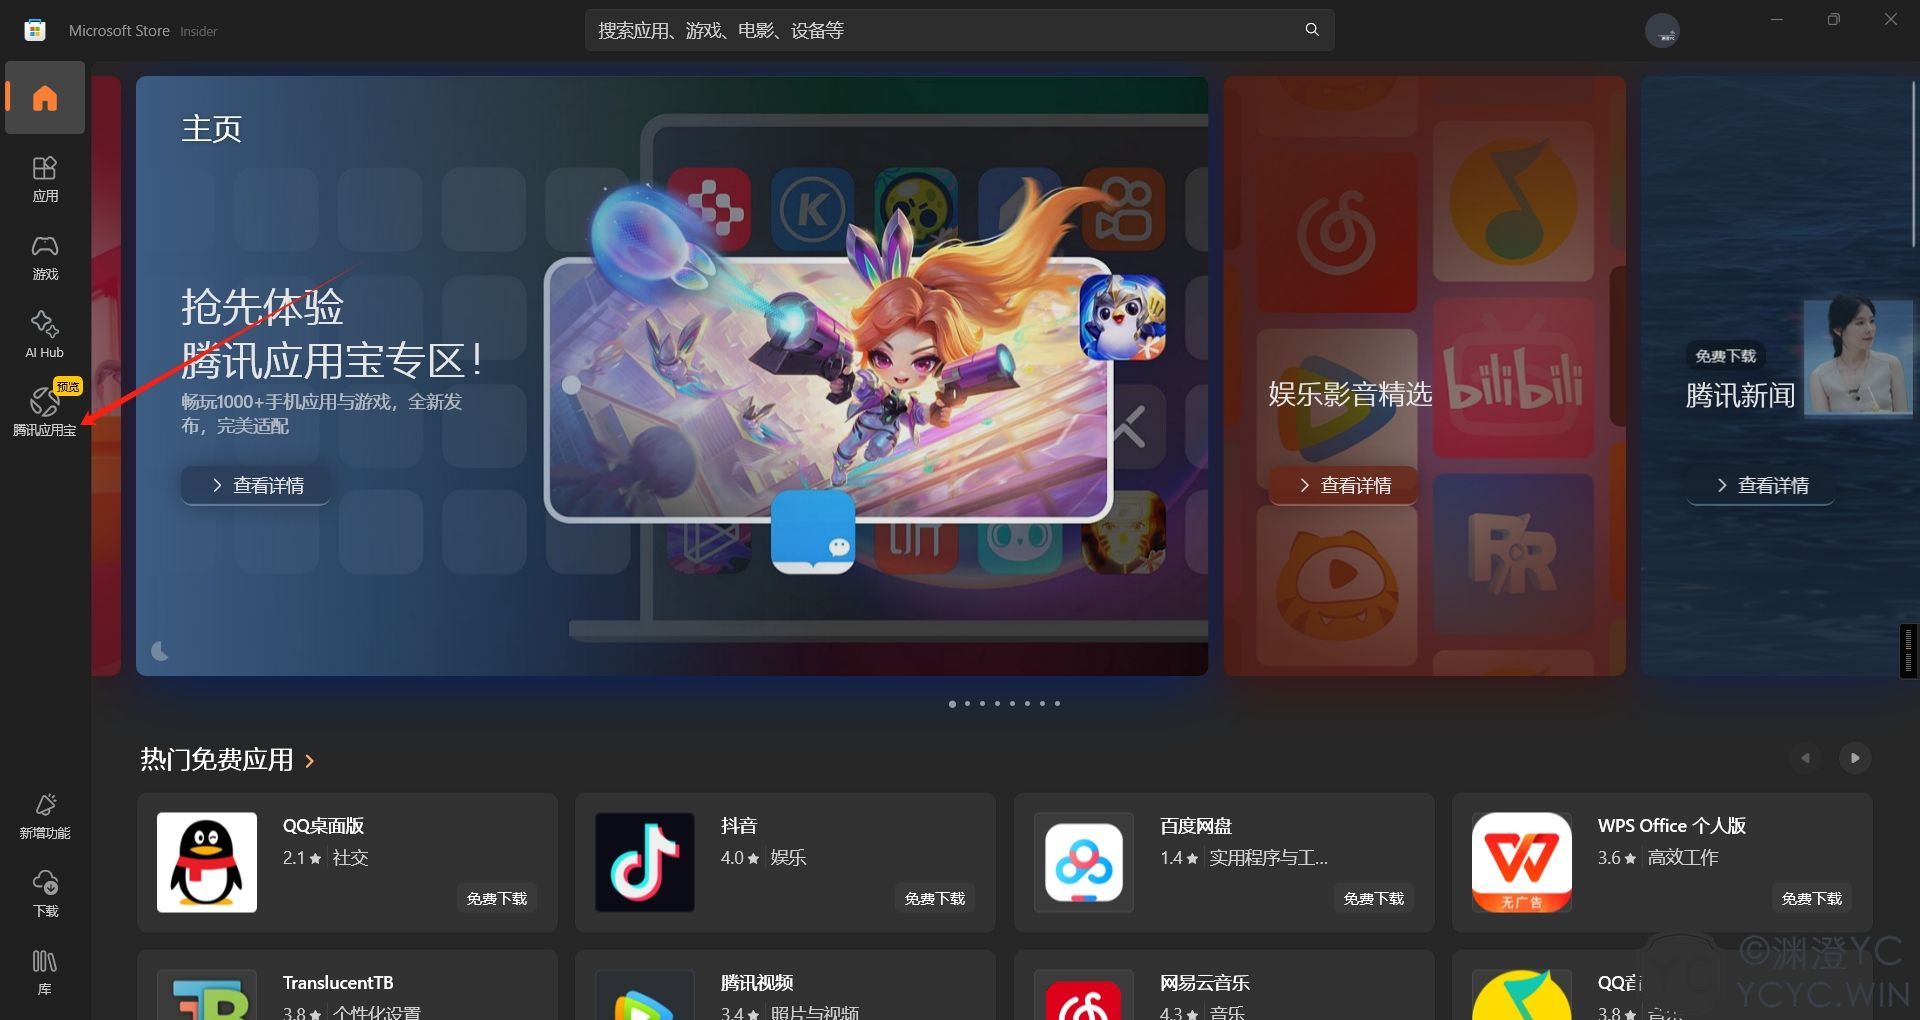 Microsoft Store Insider
搜索应用、游戏、电影、设备等
应用
游戏
AI Hub
预览
腾讯应用宝
新增功能
下载
库
主页
抢先体验
腾讯应用宝专区！
畅玩1000+手机应用与游戏，全新发
布，完美适配
查看详情
bilibili
娱乐影音精选
查看详情
免费下载
腾讯新闻
查看详情
热门免费应用
QQ桌面版
2.1★ 社交
免费下载
抖音
4.0★ 娱乐
免费下载
百度网盘
1.4★ 实用程序与工...
免费下载
WPS Office 个人版
3.6★ 高效工作
无广告
免费下载
TranslucentTB
3.8★ 个性化设置
腾讯视频
3.4★ 照片与视频
网易云音乐
4.3★ 音乐
QQ音
3.8★ 音乐
©渊澄YC
YCYC.WIN